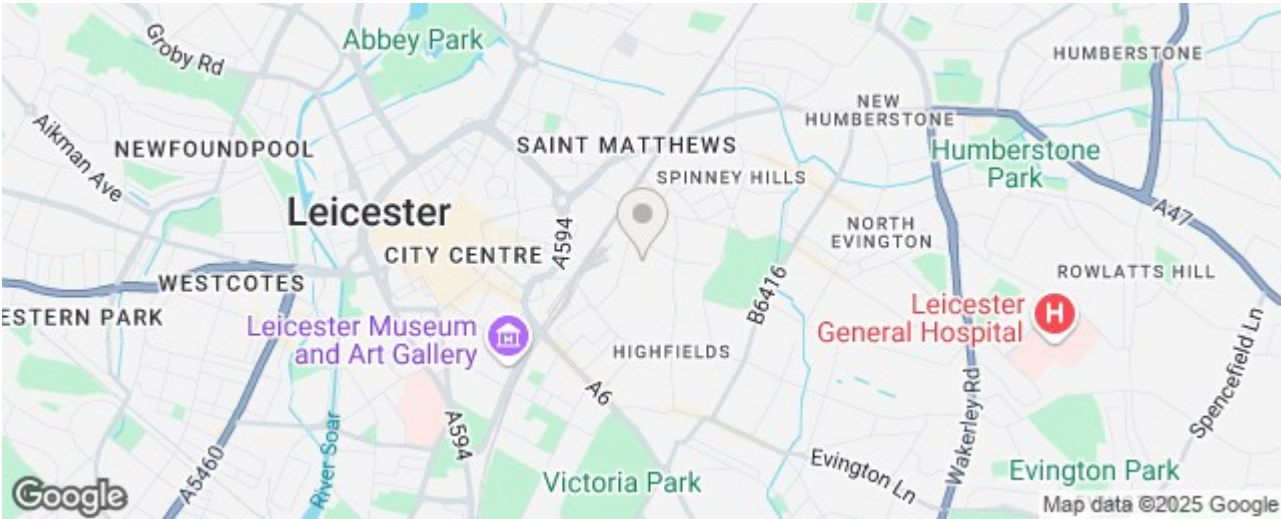 Groby Rd
Abbey Park
HUMBERSTONE
Aikman Ave
NEW
HUMBERSTONE
NEWFOUNDPOOL
SAINT MATTHEWS
Humberstone
Park
SPINNEY HILLS
A47
Leicester
A594
NORTH
EVINGTON
CITY CENTRE
ROWLATTS HILL
WESTCOTES
B6416
ESTERN PARK
Leicester
General Hospital
H
Leicester Museum
and Art Gallery
HIGHFIELDS
Spencefield Ln
A6
Wakerley Rd
A594
River Soar
A5460
Evington Ln
Victoria Park
Evington Park
Google
Map data ©2025 Google